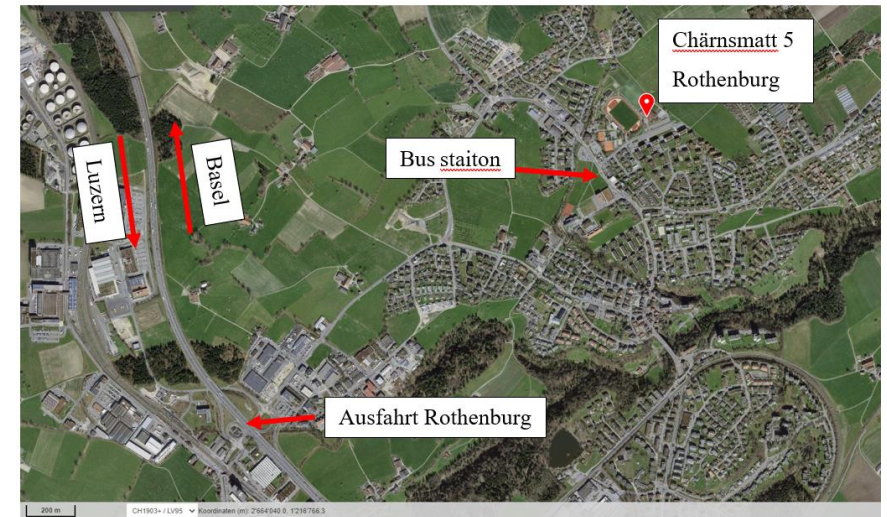 Chärnsmatt 5
Rothenburg
Bus staiton
Basel
Luzern
Ausfahrt Rothenburg
200 m
CH1903+ / LV95 Koordinaten (m): 2'664'040.0, 1'216'766.3